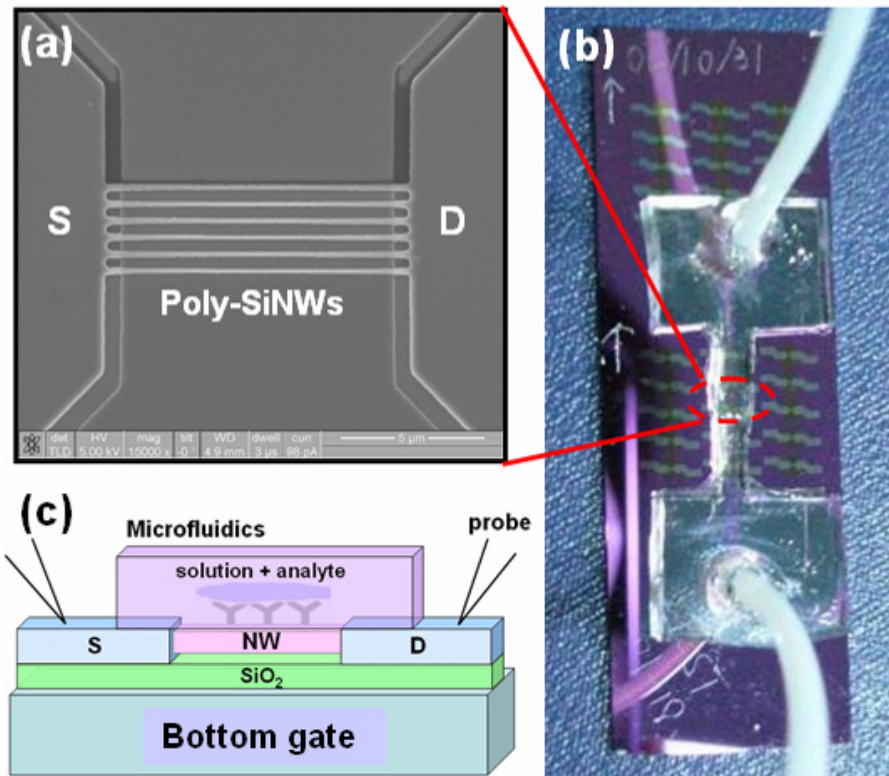 (a)
S
D
Poly-SiNWs
det HV mag tilt WD dwell curr
TLD 5.00 kV 15000 x -0 ° 4.9 mm 3 µs 98 pA
5 µm
(b)
(c)
Microfluidics
probe
solution + analyte
S
NW
D
SiO2
Bottom gate